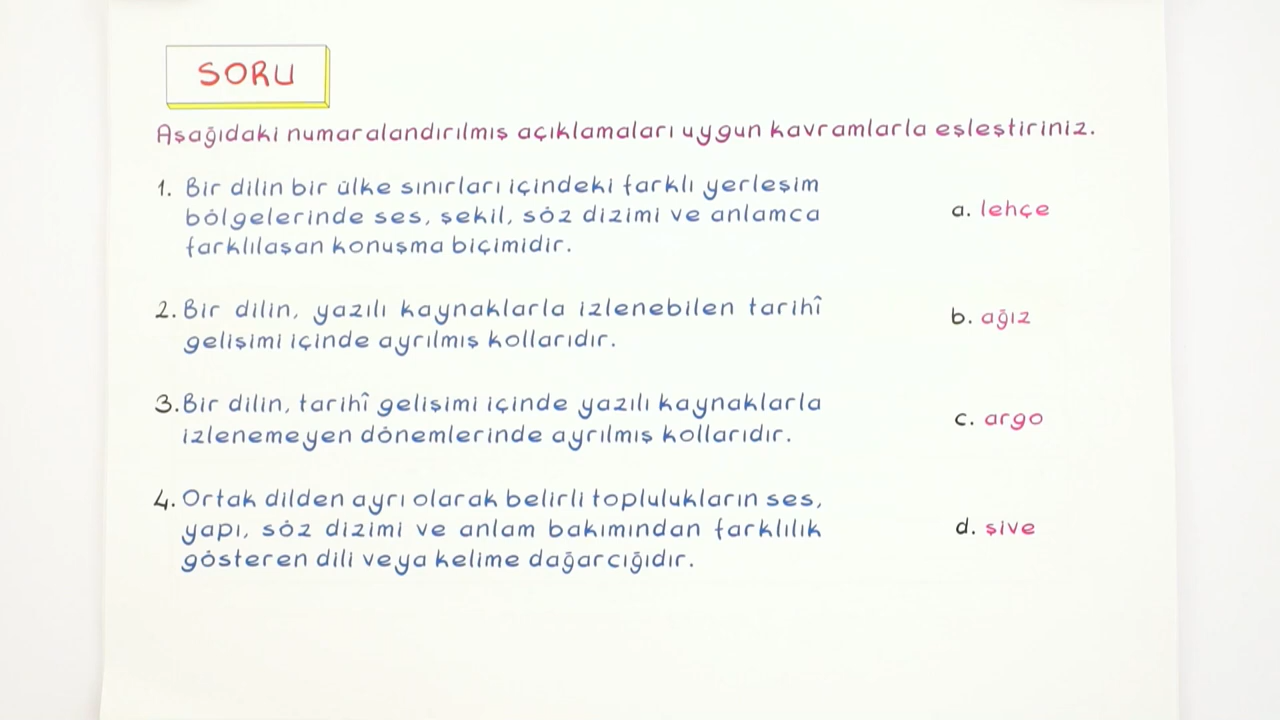 SORU
Aşağıdaki numaralandırılmış açıklamaları uygun kavramlarla eşleştiriniz.
1. Bir dilin bir ülke sınırları içindeki farklı yerleşim
bölgelerinde ses, şekil, söz dizimi ve anlamca
farklılaşan konuşma biçimidir.
a. lehçe
2. Bir dilin, yazılı kaynaklarla izlenebilen tarihî
gelişimi içinde ayrılmış kollarıdır.
b. ağız
3. Bir dilin, tarihî gelişimi içinde yazılı kaynaklarla
izlenemeyen dönemlerinde ayrılmış kollarıdır.
c. argo
4. Ortak dilden ayrı olarak belirli toplulukların ses,
yapı, söz dizimi ve anlam bakımından farklılık
gösteren dili veya kelime dağarcığıdır.
d. şive